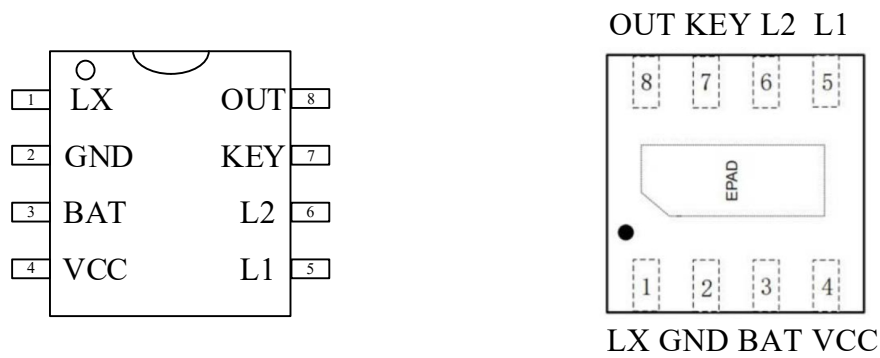 OUT KEY L2 L1
1 LX OUT 8
2 GND KEY 7
3 BAT L2 6
4 VCC L1 5
8 7 6 5
EPAD
1 2 3 4
LX GND BAT VCC